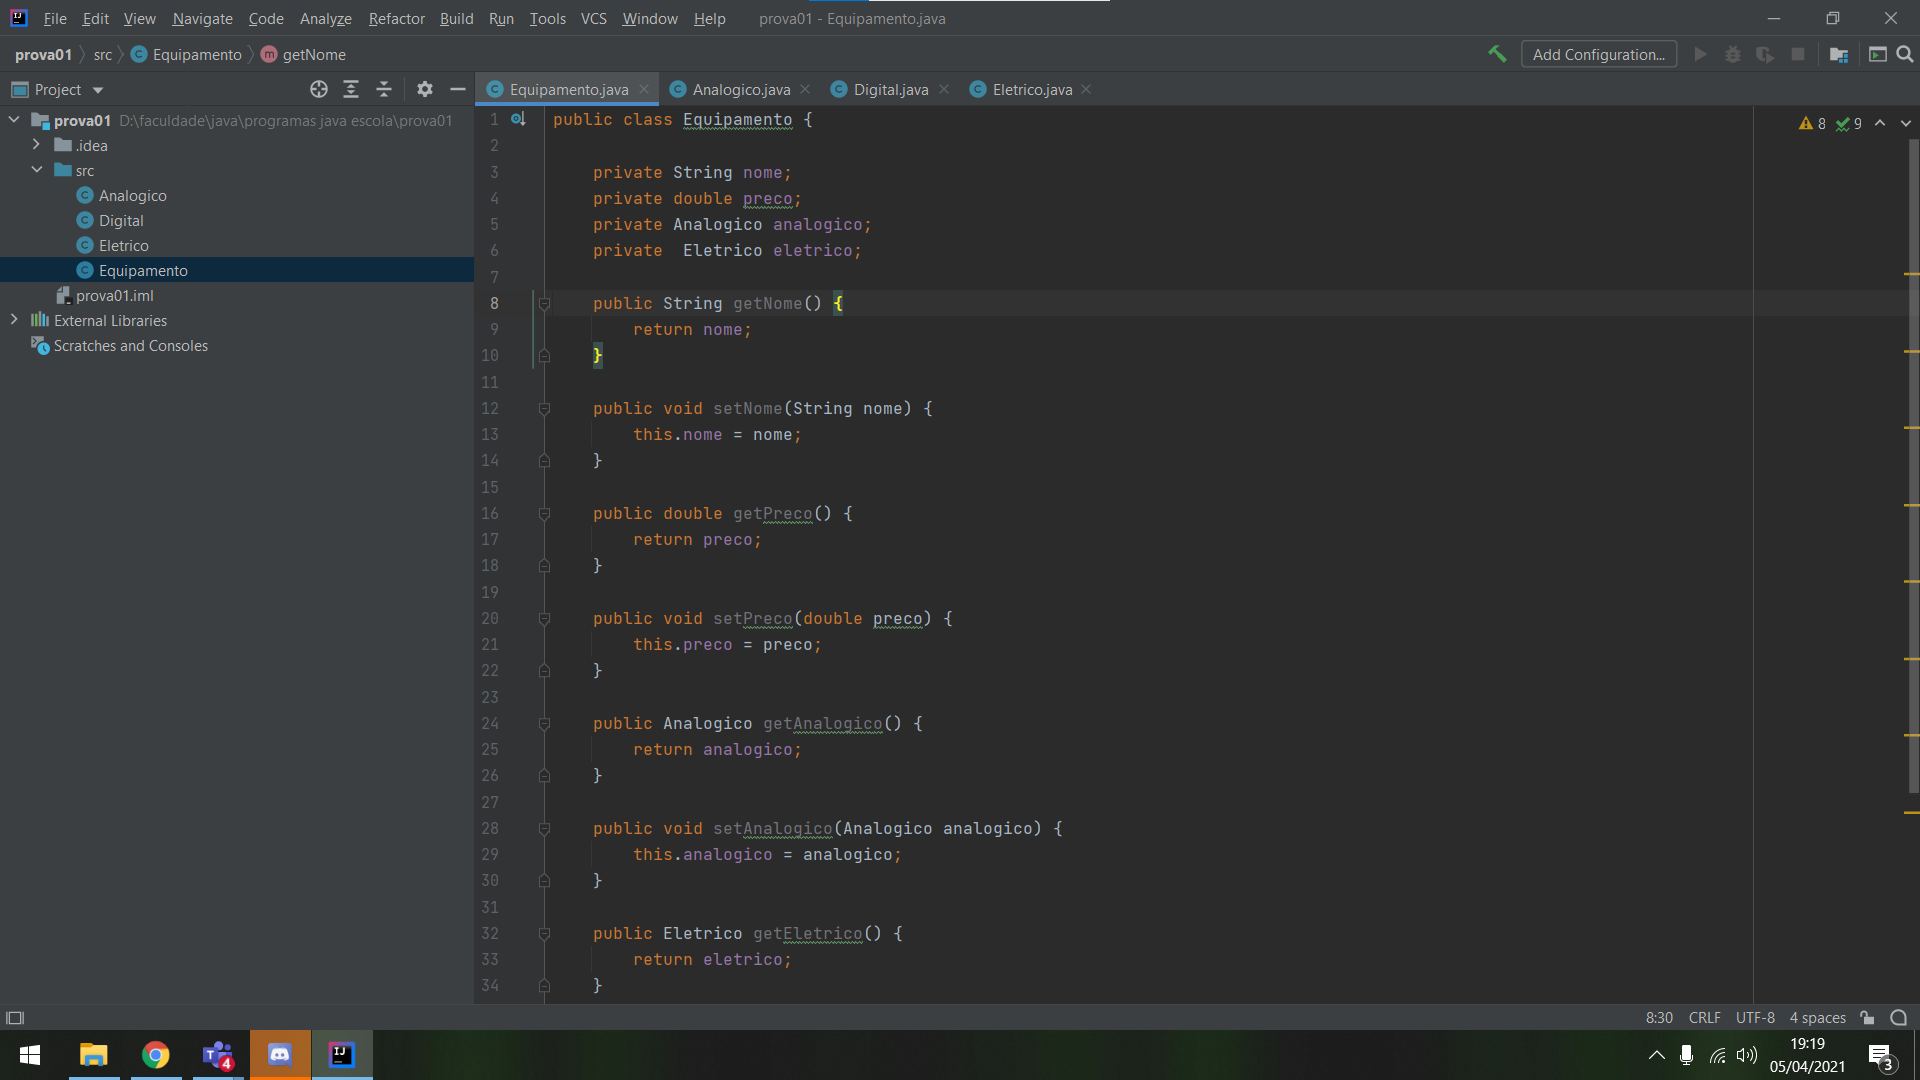 File Edit View Navigate Code Analyze Refactor Build Run Tools VCS Window Help prova01 - Equipamento.java
prova01 src Equipamento getNome Add Configuration...
Project
Equipamento.java Analogico.java Digital.java Eletrico.java
prova01 D:\faculdade\java\programas java escola\prova01
.idea
src
Analogico
Digital
Eletrico
Equipamento
prova01.iml
External Libraries
Scratches and Consoles
8 9
1 public class Equipamento {
2
3 private String nome;
4 private double preco;
5 private Analogico analogico;
6 private  Eletrico eletrico;
7
8 public String getNome() {
9 return nome;
10 }
11
12 public void setNome(String nome) {
13 this.nome = nome;
14 }
15
16 public double getPreco() {
17 return preco;
18 }
19
20 public void setPreco(double preco) {
21 this.preco = preco;
22 }
23
24 public Analogico getAnalogico() {
25 return analogico;
26 }
27
28 public void setAnalogico(Analogico analogico) {
29 this.analogico = analogico;
30 }
31
32 public Eletrico getEletrico() {
33 return eletrico;
34 }
8:30 CRLF UTF-8 4 spaces
4
19:19
05/04/2021
3